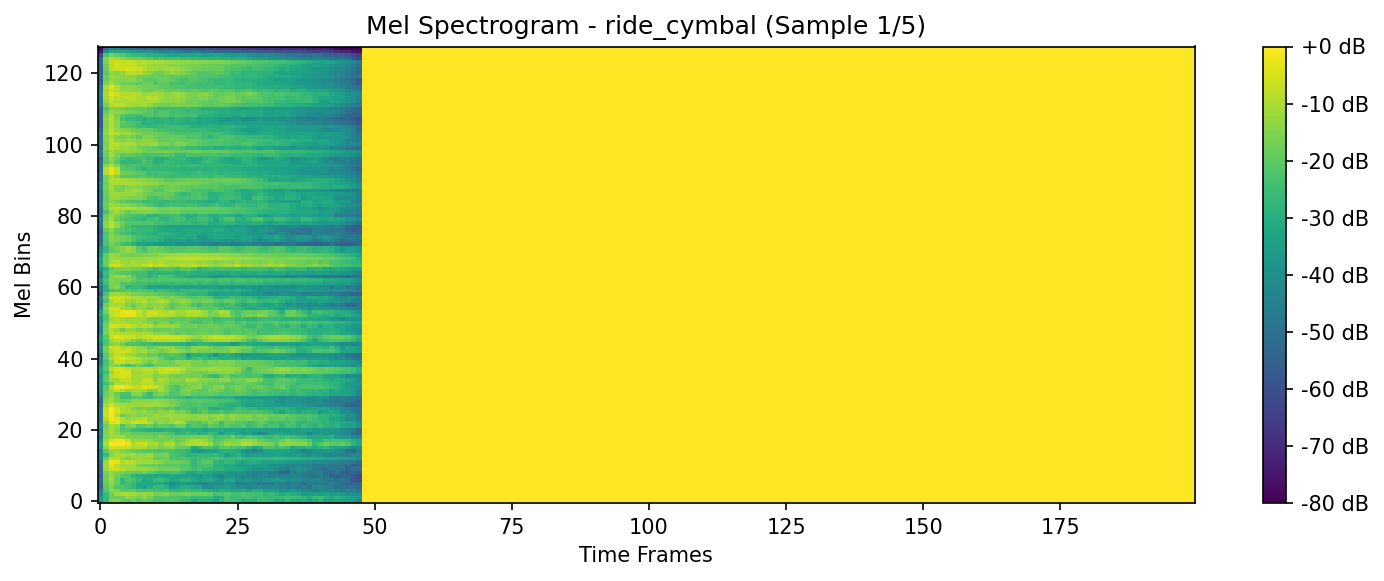 Mel Spectrogram - ride_cymbal (Sample 1/5)
Mel Bins
120
100
80
60
40
20
0
0 25 50 75 100 125 150 175
Time Frames
+0 dB
-10 dB
-20 dB
-30 dB
-40 dB
-50 dB
-60 dB
-70 dB
-80 dB